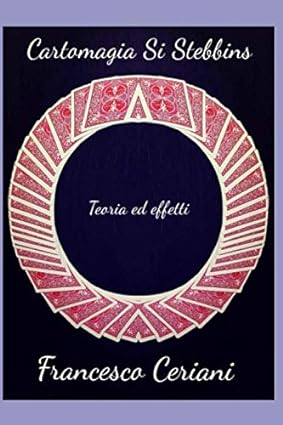 Cartomagia Si Stebbins
Teoria ed effetti
Francesco Ceriani